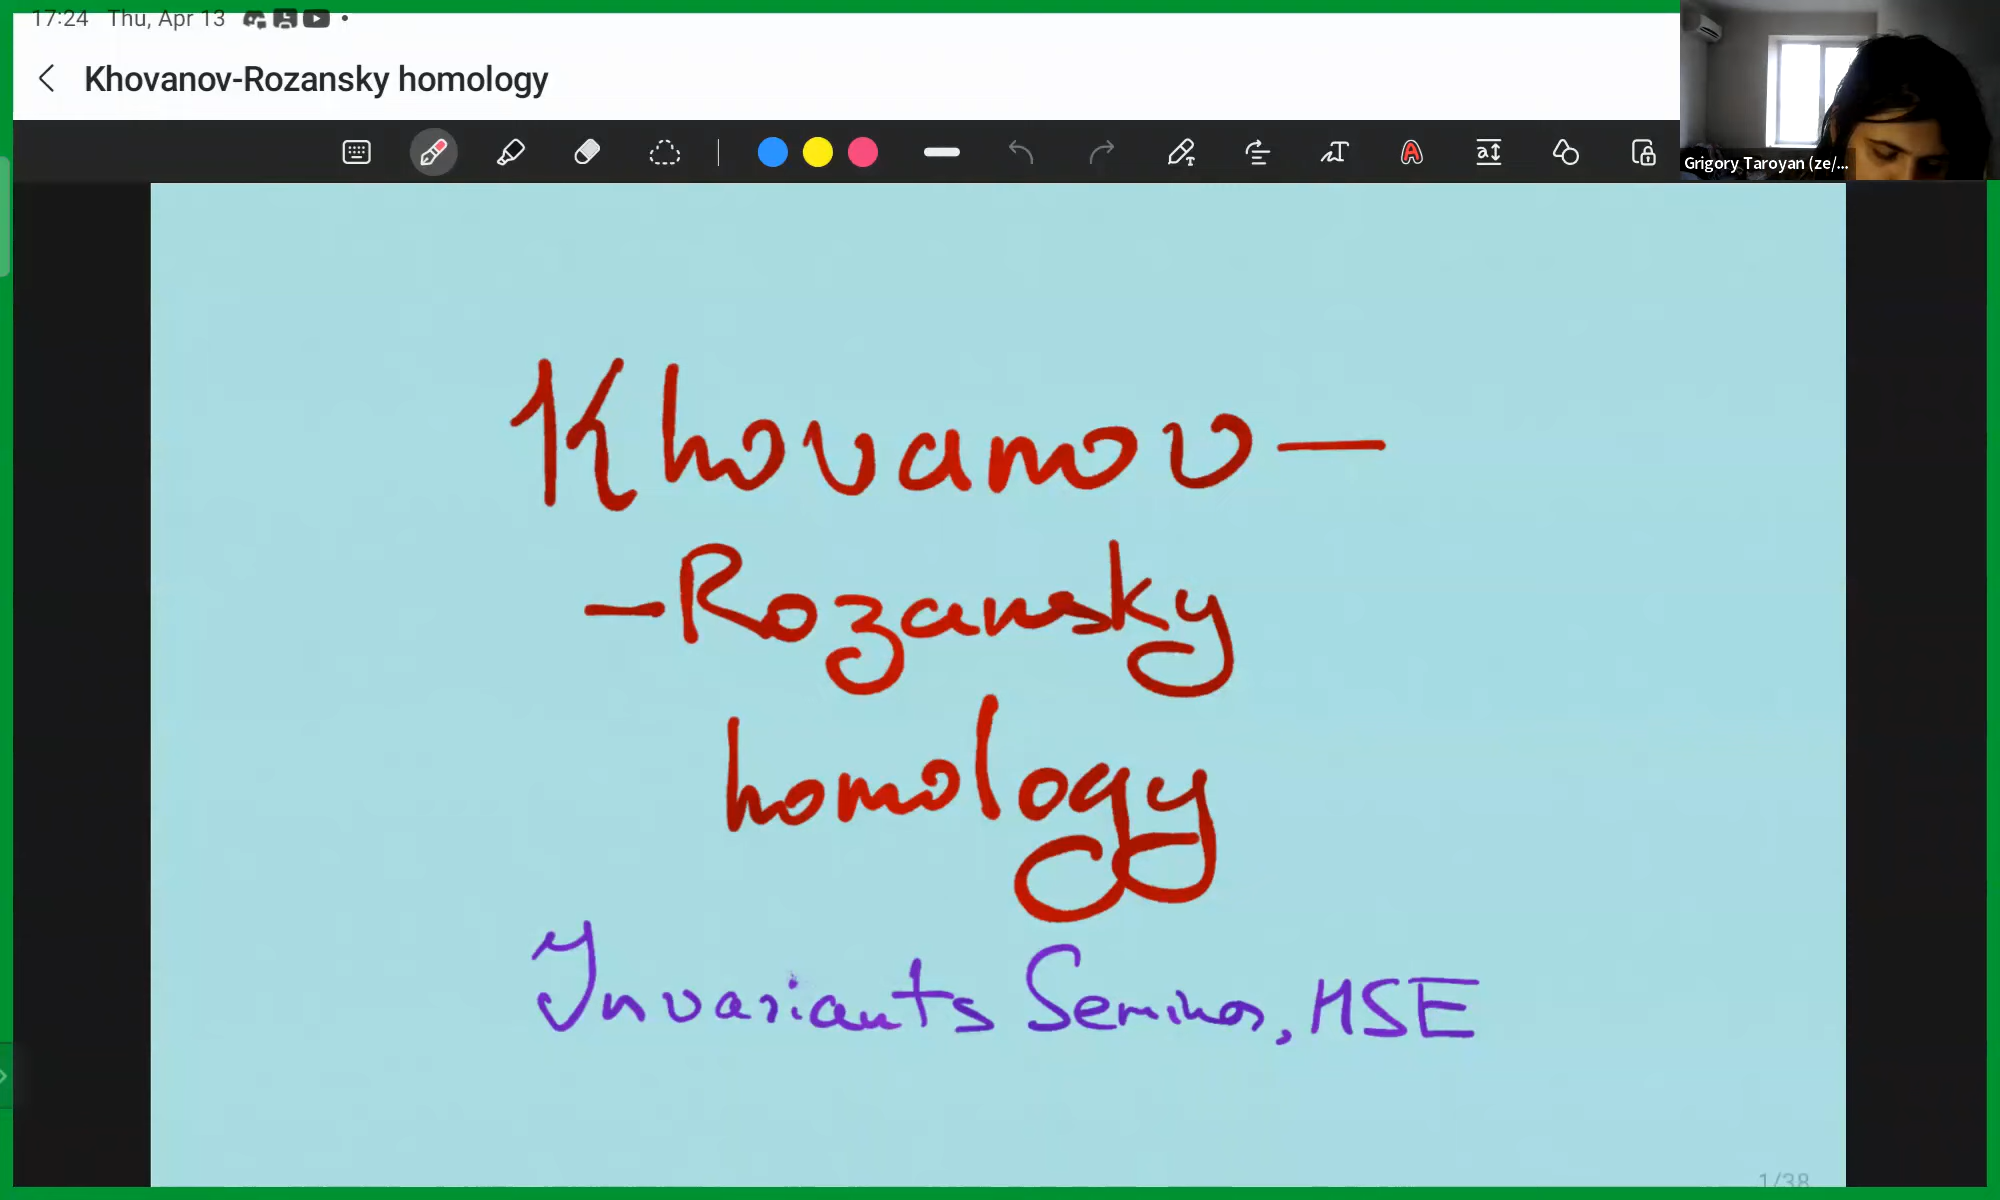 17:24 Thu, Apr 13
Khovanov-Rozansky homology
Grigory Taroyan (ze/...
Khovanov-
-Rozansky
homology
Invariants Seminar, HSE
1/38